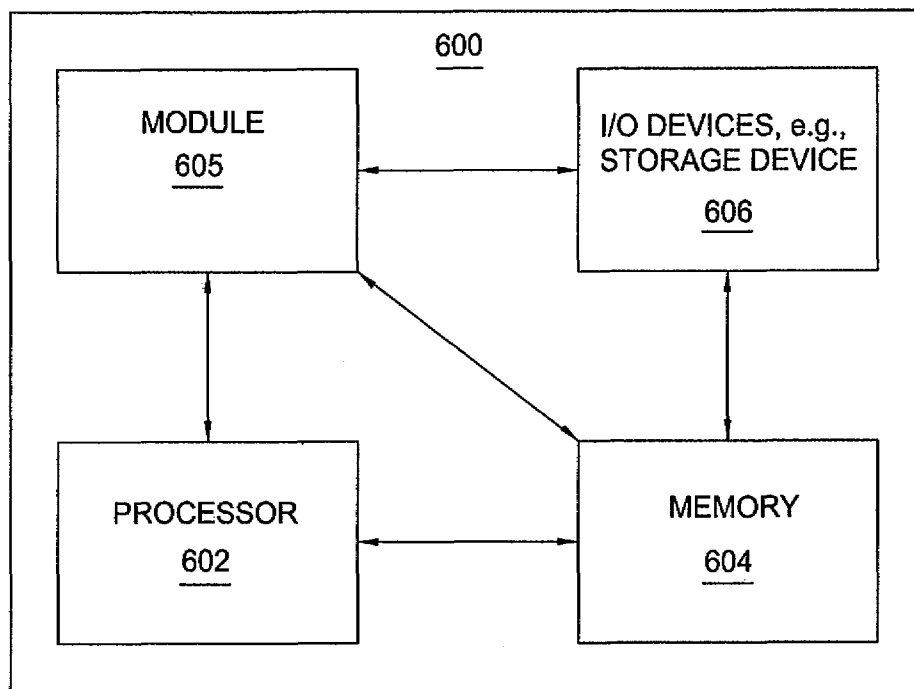 600
MODULE
605
I/O DEVICES, e.g.,
STORAGE DEVICE
606
PROCESSOR
602
MEMORY
604